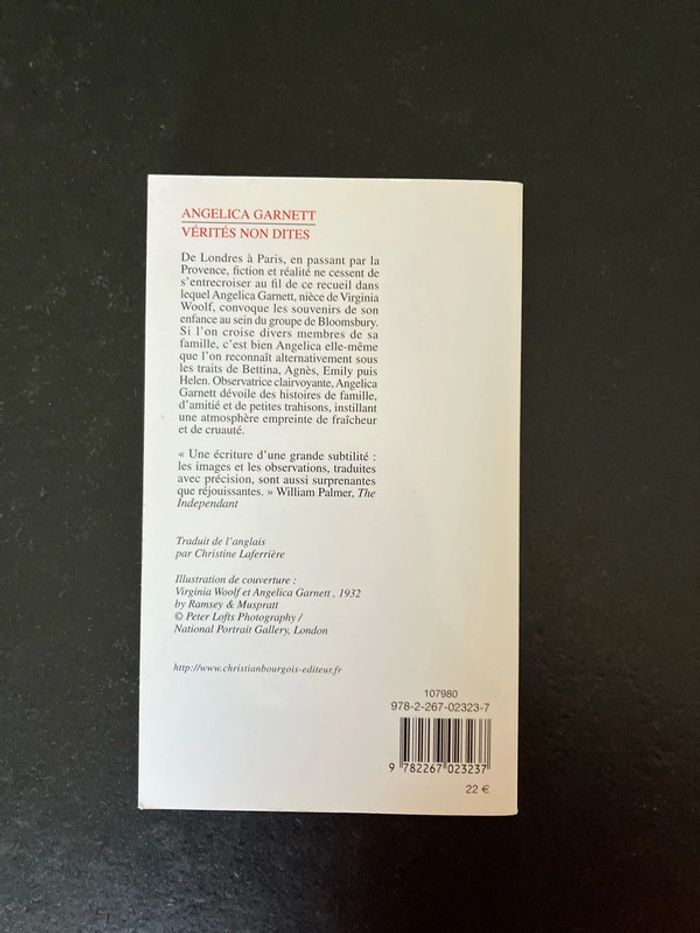 ANGELICA GARNETT
VÉRITÉS NON DITES
De Londres à Paris, en passant par la
Provence, fiction et réalité ne cessent de
s'entrecroiser au fil de ce recueil dans
lequel Angelica Garnett, nièce de Virginia
Woolf, convoque les souvenirs de son
enfance au sein du groupe de Bloomsbury.
Si l'on croise divers membres de sa
famille, c'est bien Angelica elle-même
que l'on reconnaît alternativement sous
les traits de Bettina, Agnès, Emily puis
Helen. Observatrice clairvoyante, Angelica
Garnett dévoile des histoires de famille,
d'amitié et de petites trahisons, instillant
une atmosphère empreinte de fraîcheur
et de cruauté.
« Une écriture d'une grande subtilité :
les images et les observations, traduites
avec précision, sont aussi surprenantes
que réjouissantes. » William Palmer, The
Independant
Traduit de l'anglais
par Christine Laferrière
Illustration de couverture :
Virginia Woolf et Angelica Garnett , 1932
by Ramsey & Muspratt
© Peter Lofts Photography /
National Portrait Gallery, London
http://www.christianbourgois-editeur.fr
107980
978-2-267-02323-7
9 782267 023237
22 €